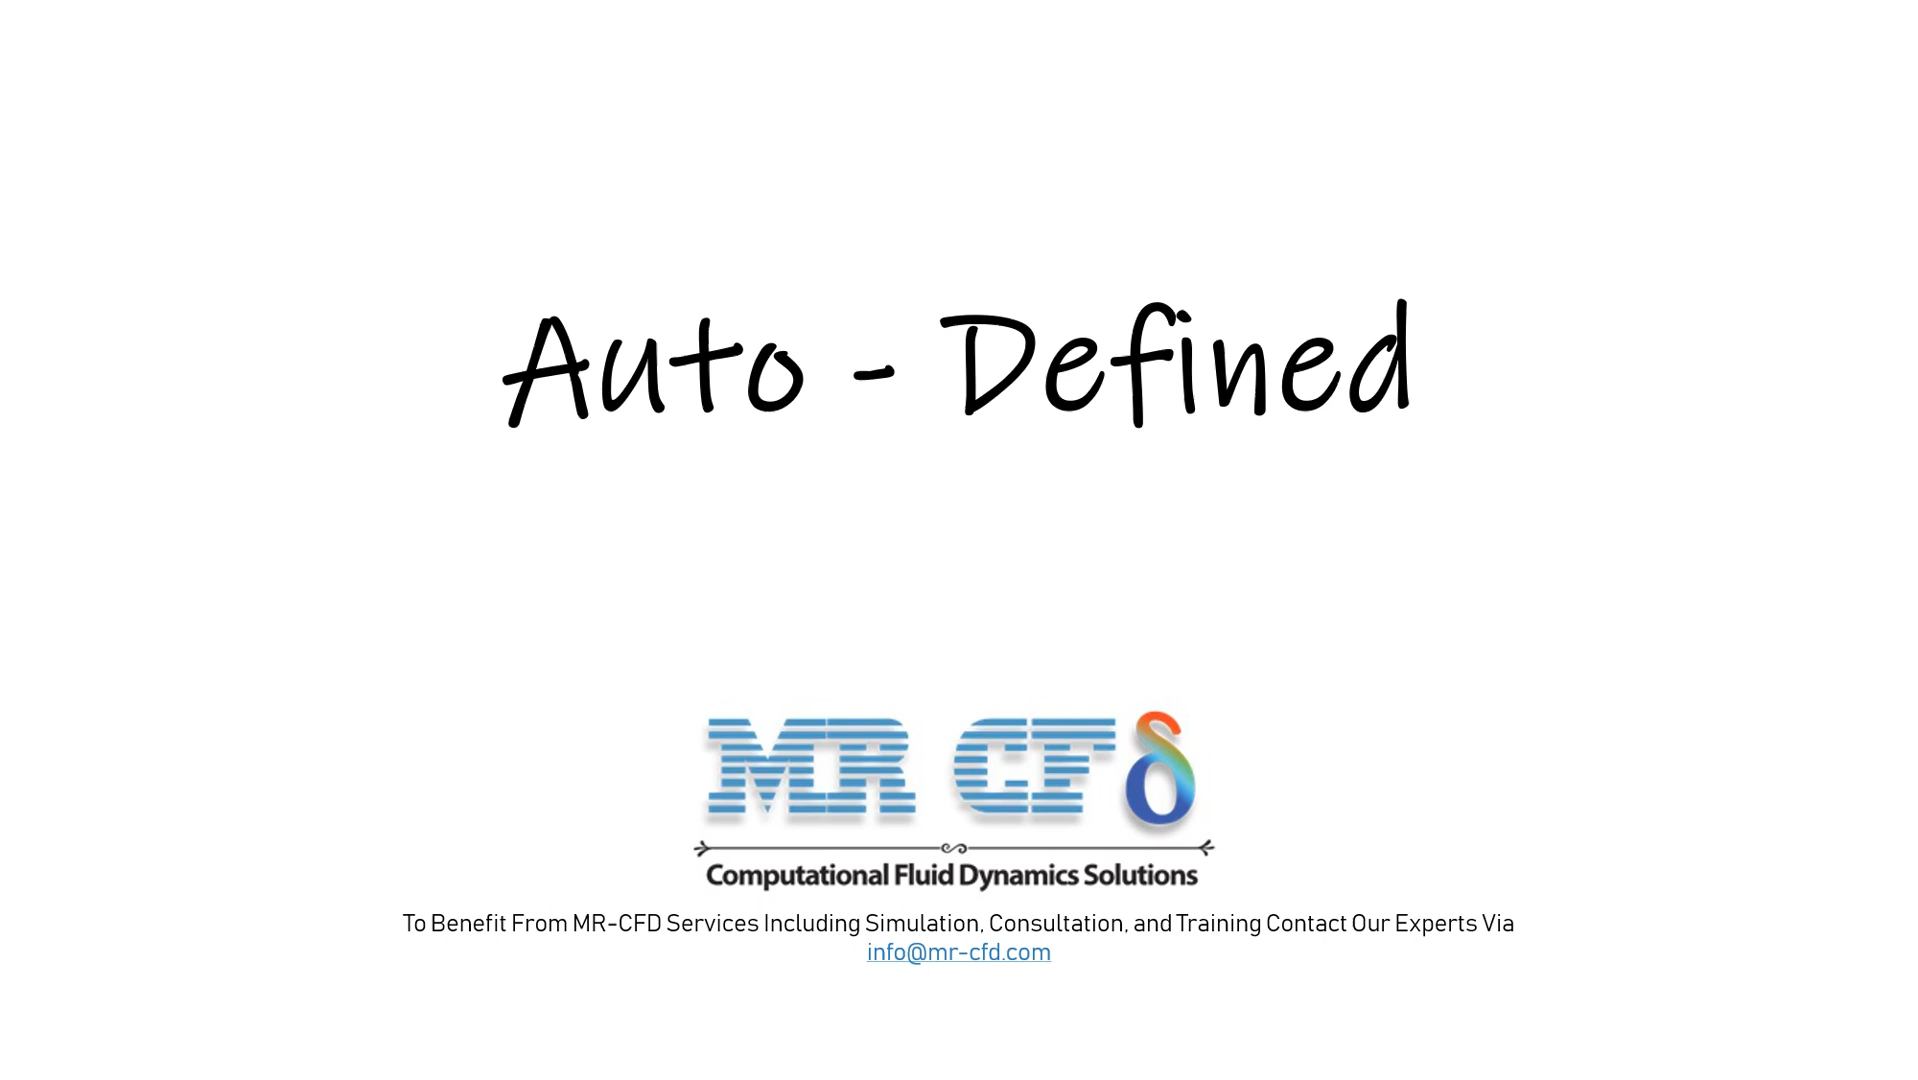 Auto - Defined
MR CFδ
Computational Fluid Dynamics Solutions
To Benefit From MR-CFD Services Including Simulation, Consultation, and Training Contact Our Experts Via
info@mr-cfd.com